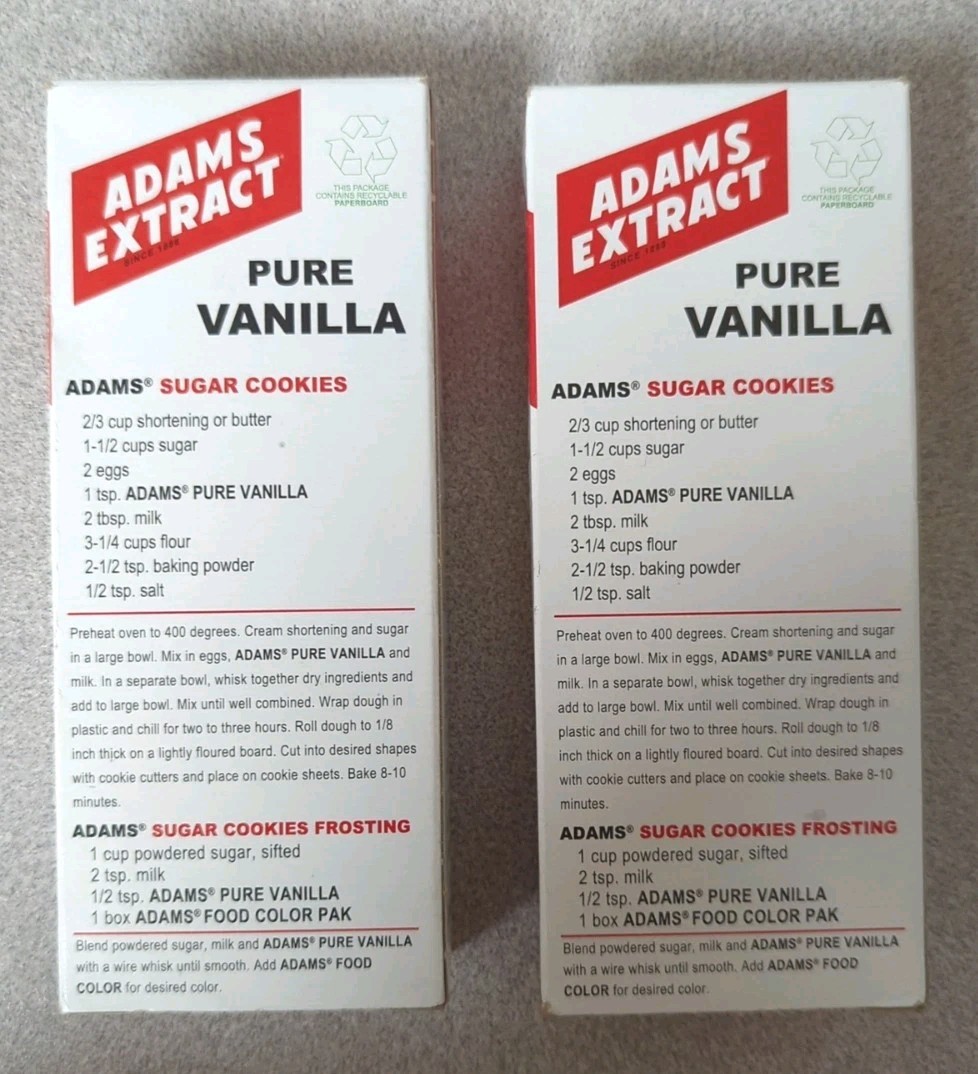 ADAMS
EXTRACT
SINCE 1888
THIS PACKAGE
CONTAINS RECYCLABLE
PAPERBOARD
PURE
VANILLA
ADAMS® SUGAR COOKIES
2/3 cup shortening or butter
1-1/2 cups sugar
2 eggs
1 tsp. ADAMS® PURE VANILLA
2 tbsp. milk
3-1/4 cups flour
2-1/2 tsp. baking powder
1/2 tsp. salt
Preheat oven to 400 degrees. Cream shortening and sugar
in a large bowl. Mix in eggs, ADAMS® PURE VANILLA and
milk. In a separate bowl, whisk together dry ingredients and
add to large bowl. Mix until well combined. Wrap dough in
plastic and chill for two to three hours. Roll dough to 1/8
inch thick on a lightly floured board. Cut into desired shapes
with cookie cutters and place on cookie sheets. Bake 8-10
minutes.
ADAMS® SUGAR COOKIES FROSTING
1 cup powdered sugar, sifted
2 tsp. milk
1/2 tsp. ADAMS® PURE VANILLA
1 box ADAMS® FOOD COLOR PAK
Blend powdered sugar, milk and ADAMS® PURE VANILLA
with a wire whisk until smooth. Add ADAMS® FOOD
COLOR for desired color.
ADAMS
EXTRACT
SINCE 1888
THIS PACKAGE
CONTAINS RECYCLABLE
PAPERBOARD
PURE
VANILLA
ADAMS® SUGAR COOKIES
2/3 cup shortening or butter
1-1/2 cups sugar
2 eggs
1 tsp. ADAMS® PURE VANILLA
2 tbsp. milk
3-1/4 cups flour
2-1/2 tsp. baking powder
1/2 tsp. salt
Preheat oven to 400 degrees. Cream shortening and sugar
in a large bowl. Mix in eggs, ADAMS® PURE VANILLA and
milk. In a separate bowl, whisk together dry ingredients and
add to large bowl. Mix until well combined. Wrap dough in
plastic and chill for two to three hours. Roll dough to 1/8
inch thick on a lightly floured board. Cut into desired shapes
with cookie cutters and place on cookie sheets. Bake 8-10
minutes.
ADAMS® SUGAR COOKIES FROSTING
1 cup powdered sugar, sifted
2 tsp. milk
1/2 tsp. ADAMS® PURE VANILLA
1 box ADAMS® FOOD COLOR PAK
Blend powdered sugar, milk and ADAMS® PURE VANILLA
with a wire whisk until smooth. Add ADAMS® FOOD
COLOR for desired color.